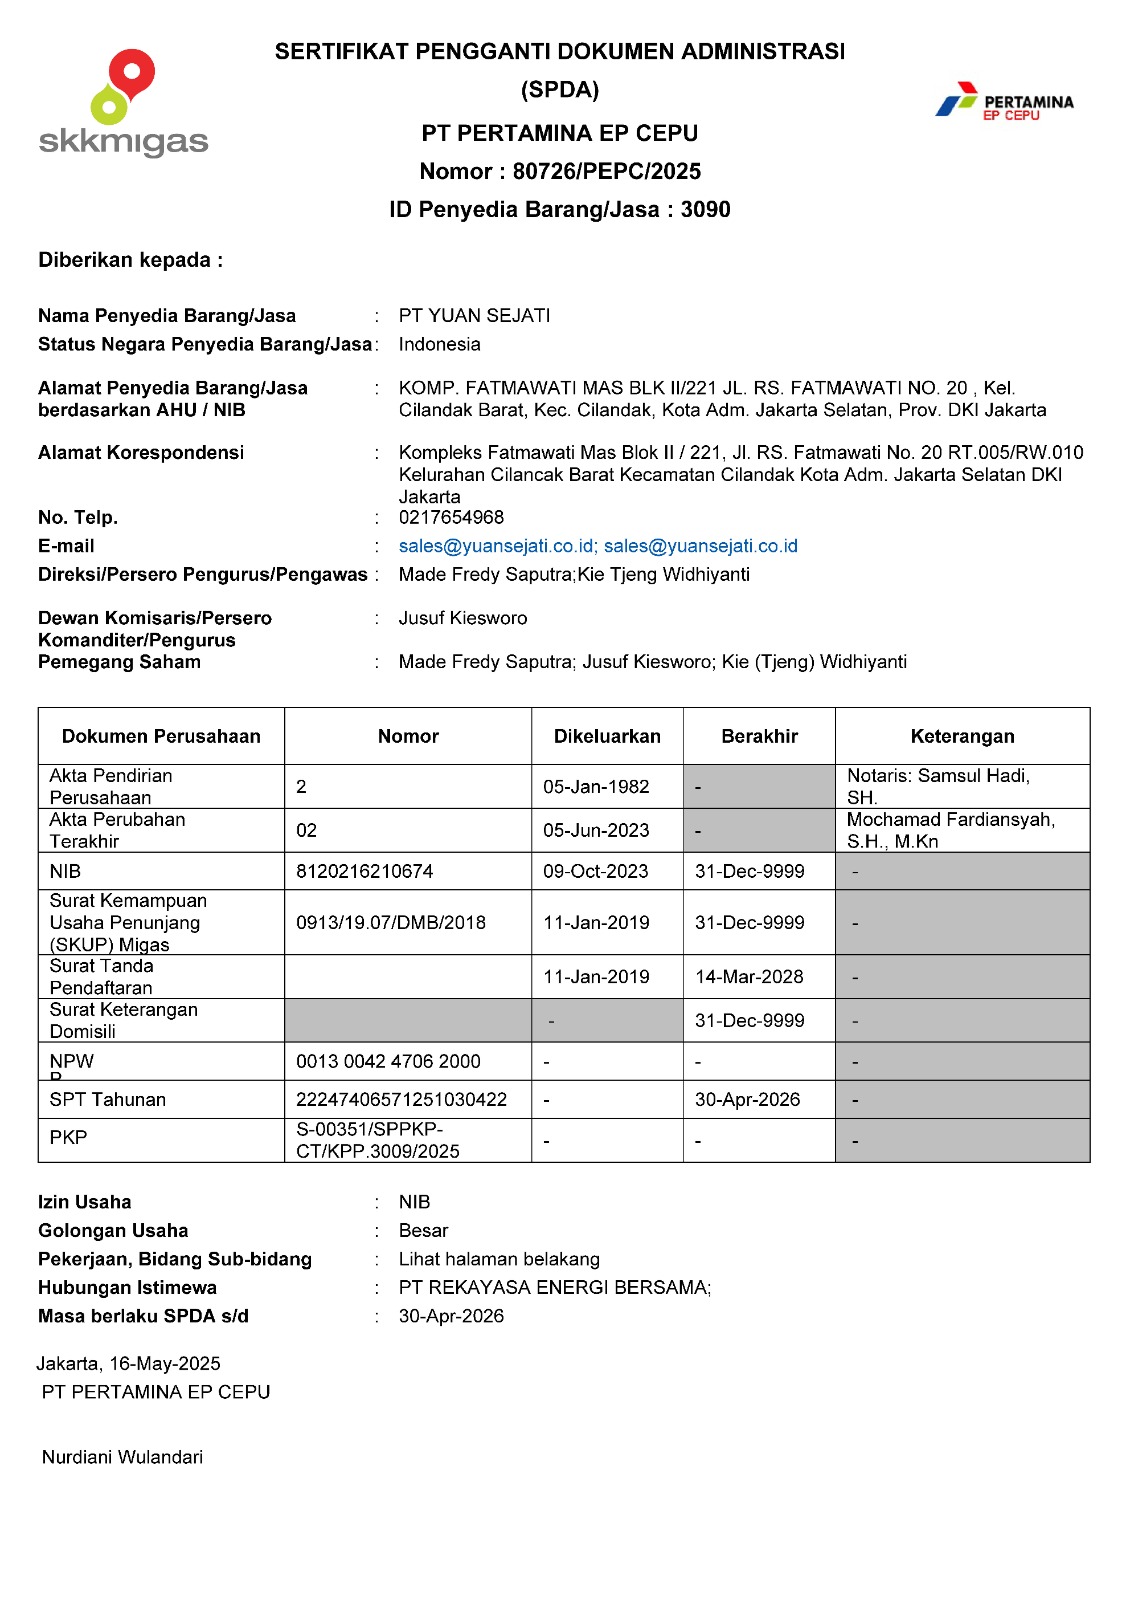 SERTIFIKAT PENGGANTI DOKUMEN ADMINISTRASI
(SPDA)
skkmigas
PERTAMINA
EP CEPU
PT PERTAMINA EP CEPU
Nomor : 80726/PEPC/2025
ID Penyedia Barang/Jasa : 3090
Diberikan kepada :
Nama Penyedia Barang/Jasa : PT YUAN SEJATI
Status Negara Penyedia Barang/Jasa : Indonesia
Alamat Penyedia Barang/Jasa : KOMP. FATMAWATI MAS BLK II/221 JL. RS. FATMAWATI NO. 20 , Kel.
berdasarkan AHU / NIB Cilandak Barat, Kec. Cilandak, Kota Adm. Jakarta Selatan, Prov. DKI Jakarta
Alamat Korespondensi : Kompleks Fatmawati Mas Blok II / 221, Jl. RS. Fatmawati No. 20 RT.005/RW.010
Kelurahan Cilancak Barat Kecamatan Cilandak Kota Adm. Jakarta Selatan DKI
Jakarta
No. Telp. : 0217654968
E-mail : sales@yuansejati.co.id; sales@yuansejati.co.id
Direksi/Persero Pengurus/Pengawas : Made Fredy Saputra;Kie Tjeng Widhiyanti
Dewan Komisaris/Persero : Jusuf Kiesworo
Komanditer/Pengurus
Pemegang Saham : Made Fredy Saputra; Jusuf Kiesworo; Kie (Tjeng) Widhiyanti
Dokumen Perusahaan Nomor Dikeluarkan Berakhir Keterangan
Akta Pendirian Notaris: Samsul Hadi,
Perusahaan 2 05-Jan-1982 - SH.
Akta Perubahan Mochamad Fardiansyah,
Terakhir 02 05-Jun-2023 - S.H., M.Kn
NIB 8120216210674 09-Oct-2023 31-Dec-9999 -
Surat Kemampuan
Usaha Penunjang 0913/19.07/DMB/2018 11-Jan-2019 31-Dec-9999 -
(SKUP) Migas
Surat Tanda
Pendaftaran 11-Jan-2019 14-Mar-2028 -
Surat Keterangan
Domisili - 31-Dec-9999 -
NPW 0013 0042 4706 2000 - - -
P
SPT Tahunan 22247406571251030422 - 30-Apr-2026 -
PKP S-00351/SPPKP- - - -
CT/KPP.3009/2025
Izin Usaha : NIB
Golongan Usaha : Besar
Pekerjaan, Bidang Sub-bidang : Lihat halaman belakang
Hubungan Istimewa : PT REKAYASA ENERGI BERSAMA;
Masa berlaku SPDA s/d : 30-Apr-2026
Jakarta, 16-May-2025
PT PERTAMINA EP CEPU
Nurdiani Wulandari